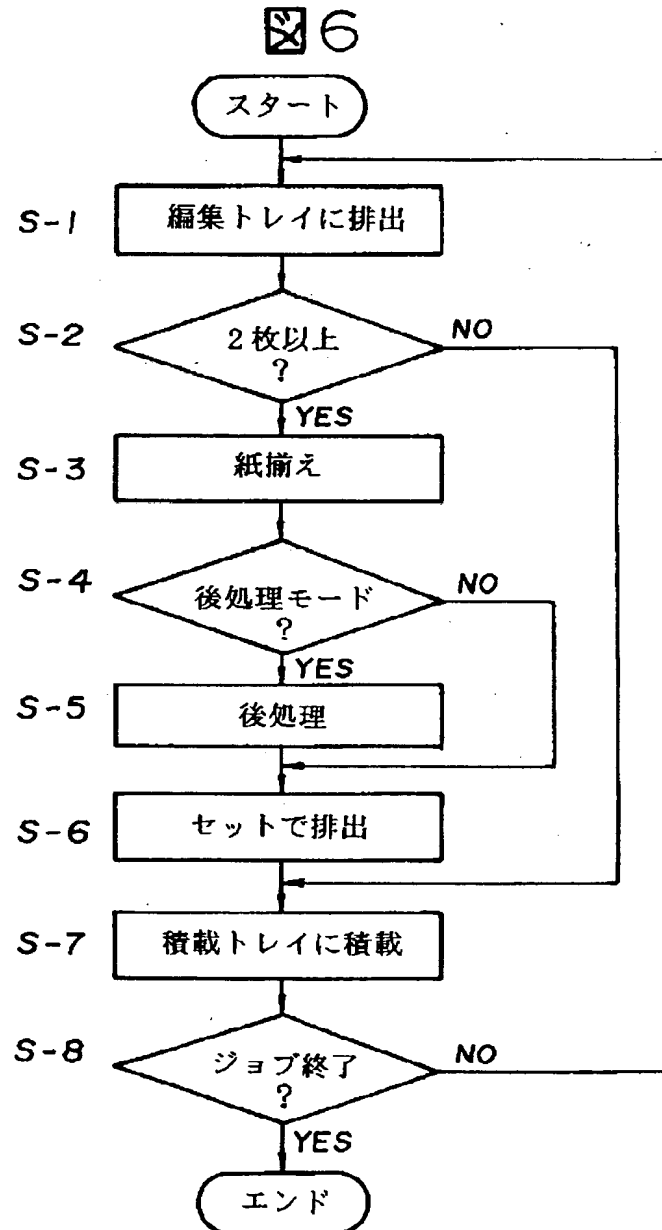 図6
スタート
S-1
編集トレイに排出
S-2
2枚以上
?
NO
YES
S-3
紙揃え
S-4
後処理モード
?
NO
YES
S-5
後処理
S-6
セットで排出
S-7
積載トレイに積載
S-8
ジョブ終了
?
NO
YES
エンド